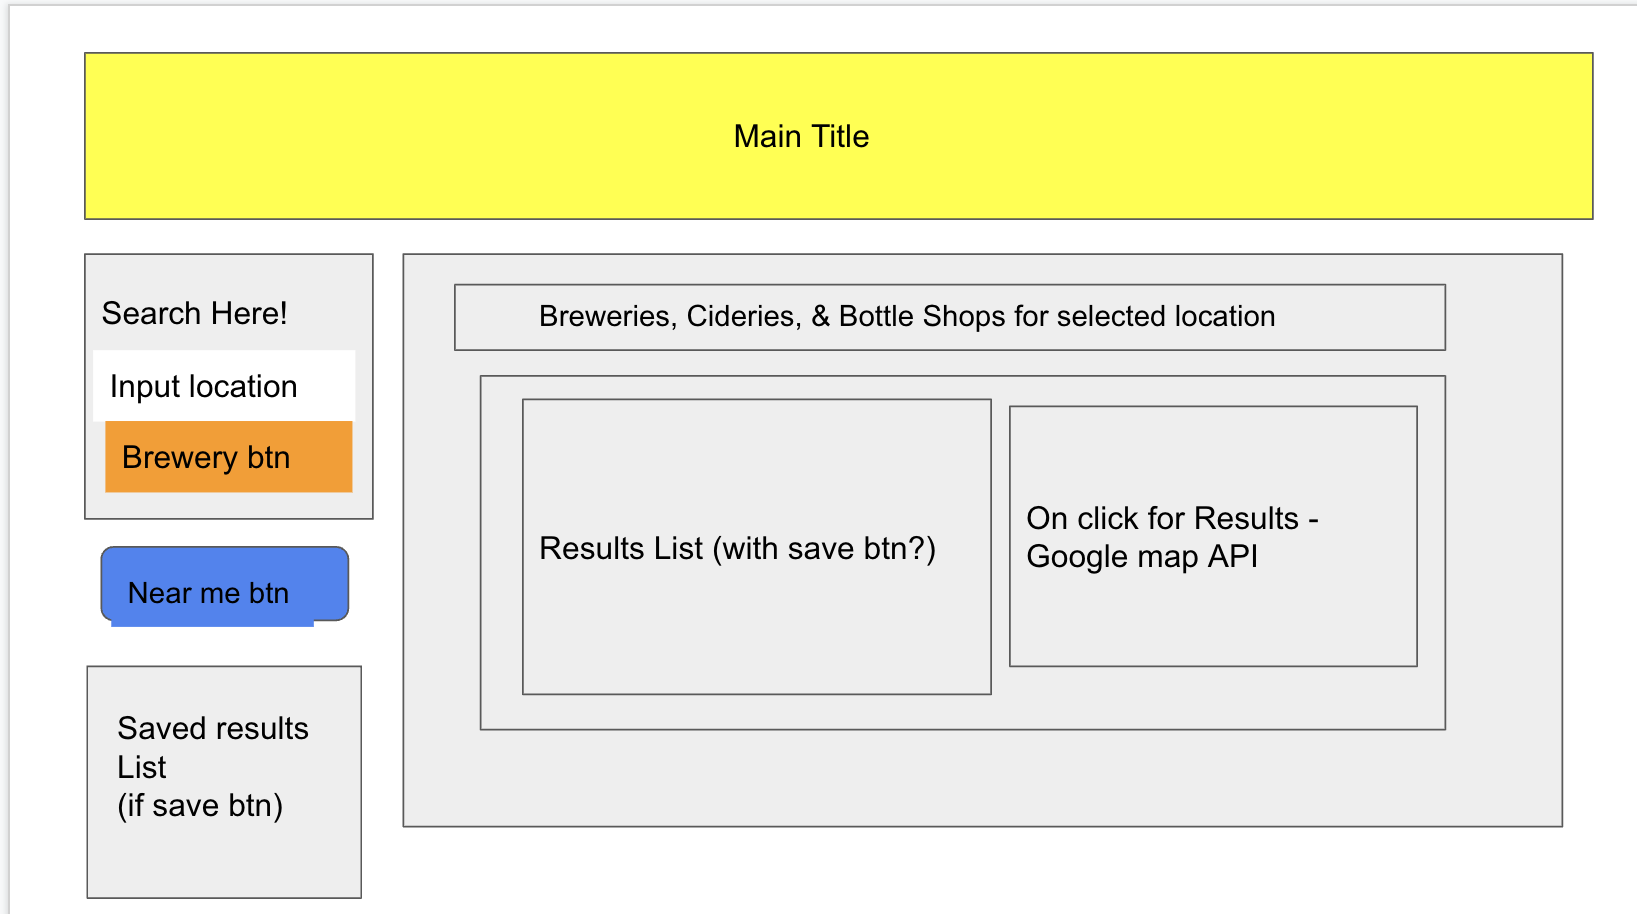 Main Title
Search Here!
Input location
Brewery btn
Near me btn
Saved results
List
(if save btn)
Breweries, Cideries, & Bottle Shops for selected location
Results List (with save btn?)
On click for Results -
Google map API